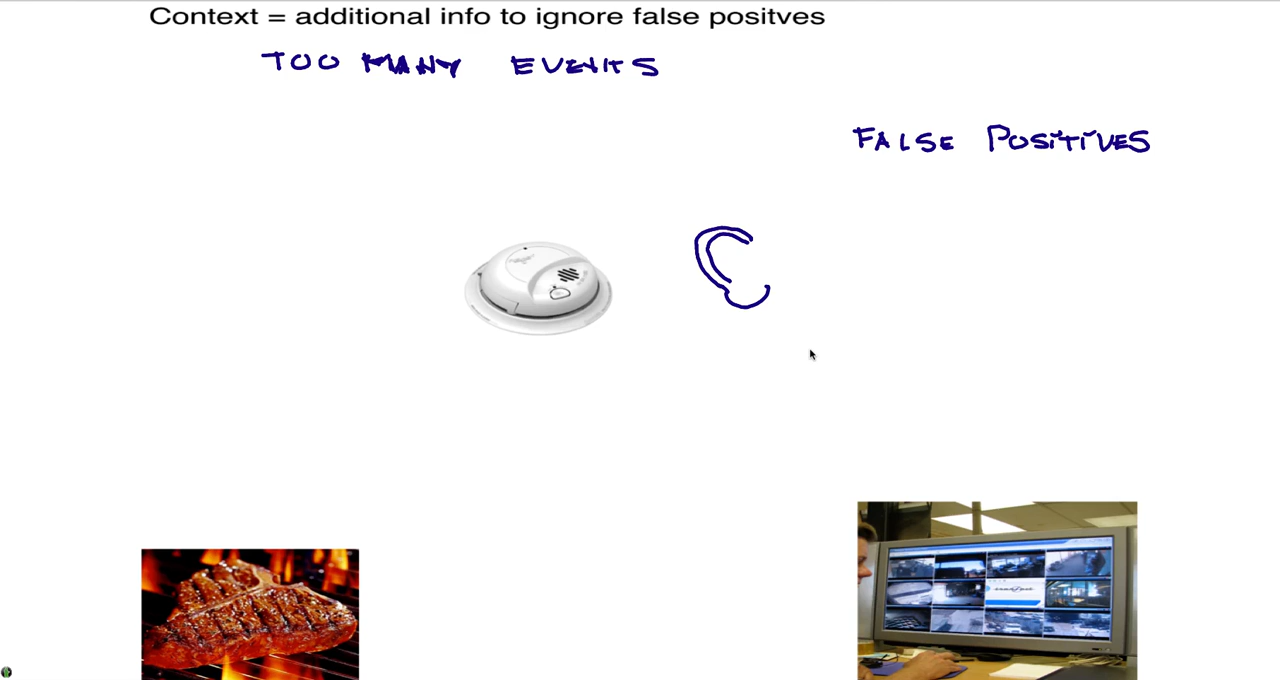 Context = additional info to ignore false positves
TOO MANY EVENTS
FALSE POSITIVES